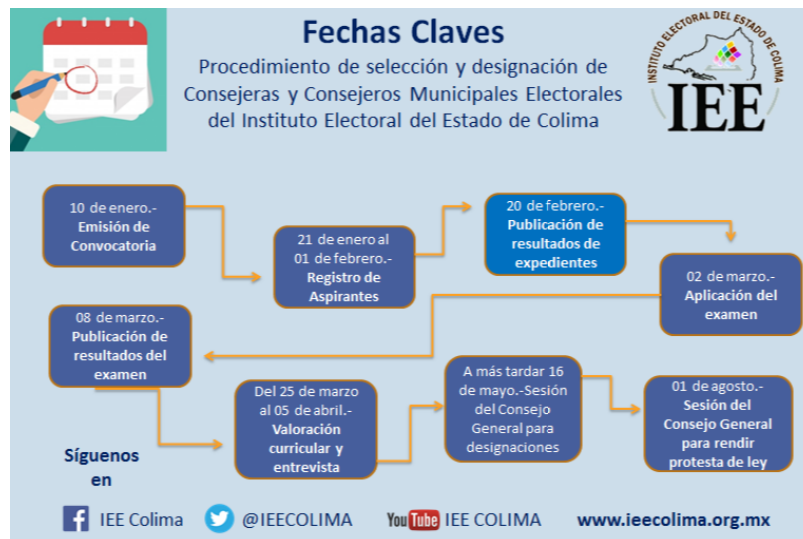 Fechas Claves
Procedimiento de selección y designación de
Consejeras y Consejeros Municipales Electorales
del Instituto Electoral del Estado de Colima
INSTITUTO ELECTORAL DEL ESTADO DE COLIMA
IEE
10 de enero.-
Emisión de
Convocatoria
21 de enero al
01 de febrero.-
Registro de
Aspirantes
20 de febrero.-
Publicación de
resultados de
expedientes
02 de marzo.-
Aplicación del
examen
08 de marzo.-
Publicación de
resultados del
examen
Del 25 de marzo
al 05 de abril.-
Valoración
curricular y
entrevista
A más tardar 16
de mayo.-Sesión
del Consejo
General para
designaciones
01 de agosto.-
Sesión del
Consejo General
para rendir
protesta de ley
Síguenos
en
f IEE Colima
@IEECOLIMA
You Tube IEE COLIMA
www.ieecolima.org.mx